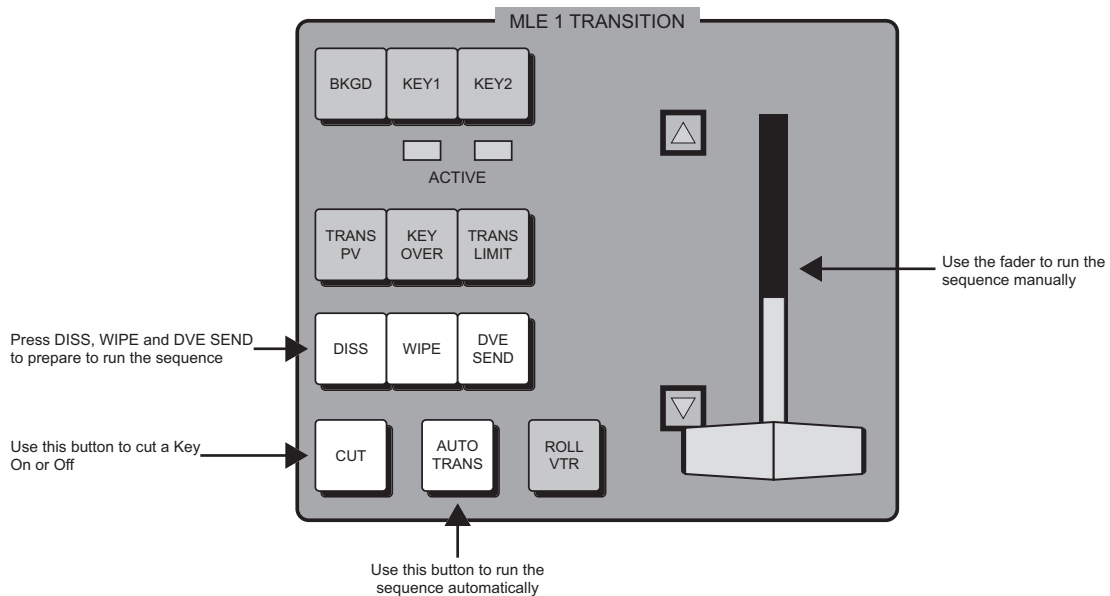 MLE 1 TRANSITION
BKGD
KEY1
KEY2
ACTIVE
TRANS
PV
KEY
OVER
TRANS
LIMIT
Use the fader to run the
sequence manually
Press DISS, WIPE and DVE SEND
to prepare to run the sequence
DISS
WIPE
DVE
SEND
Use this button to cut a Key
On or Off
CUT
AUTO
TRANS
ROLL
VTR
Use this button to run the
sequence automatically